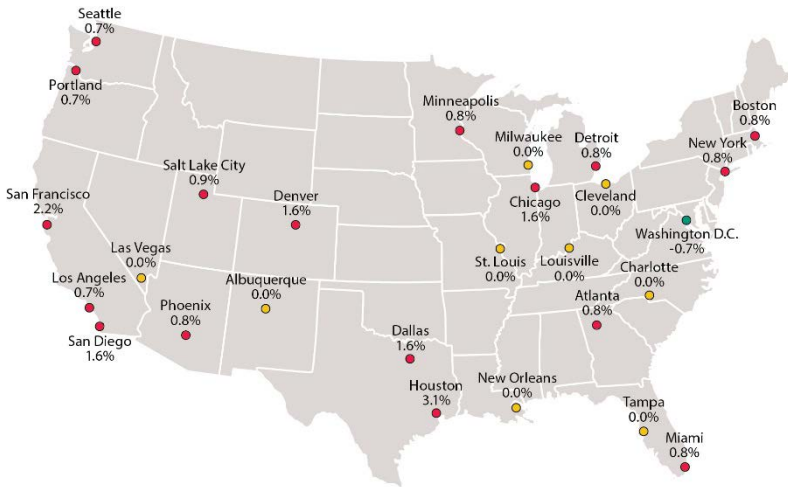 Seattle
0.7%
Portland
0.7%
Minneapolis
0.8%
Milwaukee
0.0%
Detroit
0.8%
Boston
0.8%
New York
0.8%
Salt Lake City
0.9%
San Francisco
2.2%
Denver
1.6%
Chicago
1.6%
Cleveland
0.0%
Washington D.C.
-0.7%
Las Vegas
0.0%
St. Louis
0.0%
Louisville
0.0%
Charlotte
0.0%
Los Angeles
0.7%
Albuquerque
0.0%
Phoenix
0.8%
Atlanta
0.8%
San Diego
1.6%
Dallas
1.6%
Houston
3.1%
New Orleans
0.0%
Tampa
0.0%
Miami
0.8%